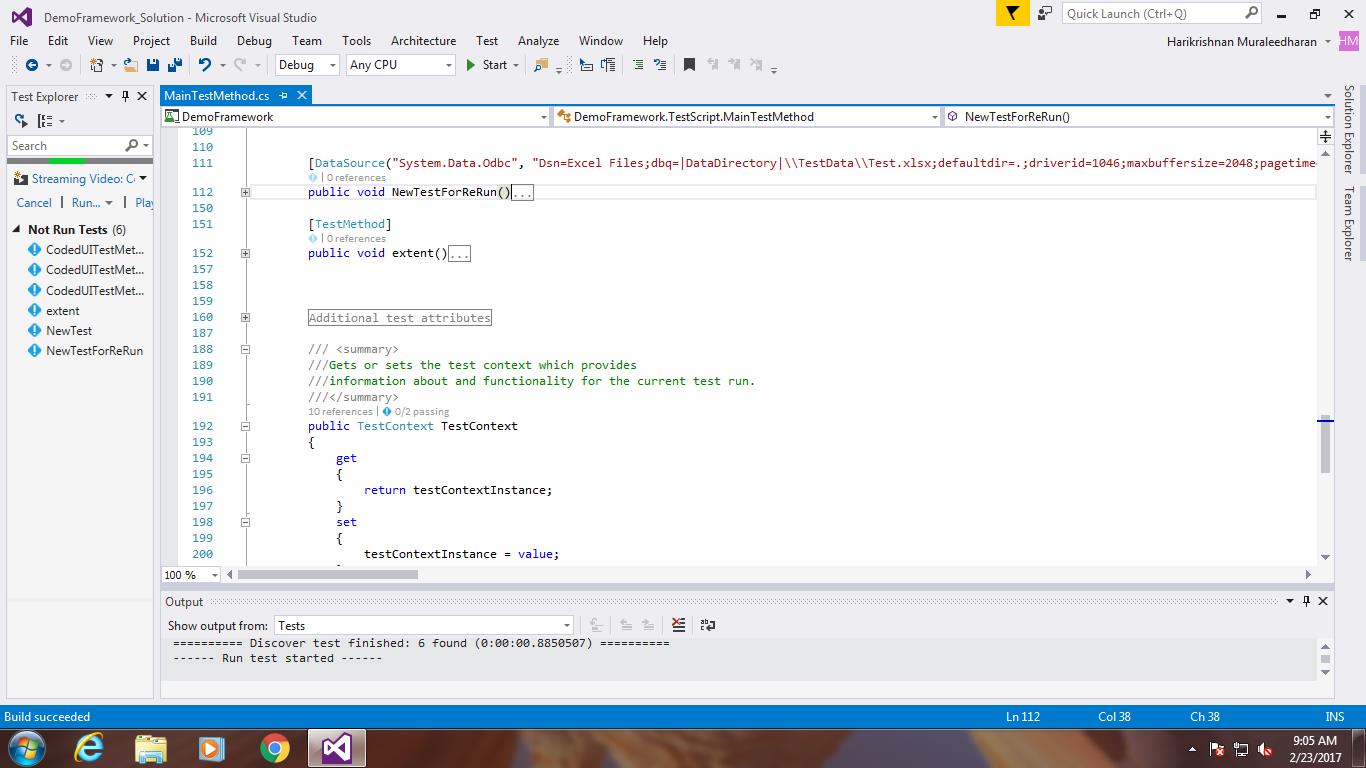 DemoFramework_Solution - Microsoft Visual Studio
Quick Launch (Ctrl+Q)
File Edit View Project Build Debug Team Tools Architecture Test Analyze Window Help
Harikrishnan Muraleedharan HM
Debug Any CPU Start
Test Explorer
MainTestMethod.cs
DemoFramework DemoFramework.TestScript.MainTestMethod NewTestForReRun()
Search
Streaming Video: C
Cancel | Run... Play
Not Run Tests (6)
CodedUITestMet...
CodedUITestMet...
CodedUITestMet...
extent
NewTest
NewTestForReRun
109
110
111 [DataSource("System.Data.Odbc", "Dsn=Excel Files;dbq=|DataDirectory|\\TestData\\Test.xlsx;defaultdir=.;driverid=1046;maxbuffersize=2048;pagetime
| 0 references
112 public void NewTestForReRun()...
150
151 [TestMethod]
| 0 references
152 public void extent()...
157
158
159
160 Additional test attributes
187
188 /// <summary>
189 ///Gets or sets the test context which provides
190 ///information about and functionality for the current test run.
191 ///</summary>
10 references | 0/2 passing
192 public TestContext TestContext
193 {
194 get
195 {
196 return testContextInstance;
197 }
198 set
199 {
200 testContextInstance = value;
100 %
Solution Explorer
Team Explorer
Output
Show output from: Tests
========== Discover test finished: 6 found (0:00:00.8850507) ==========
------ Run test started ------
Build succeeded Ln 112 Col 38 Ch 38 INS
9:05 AM
2/23/2017